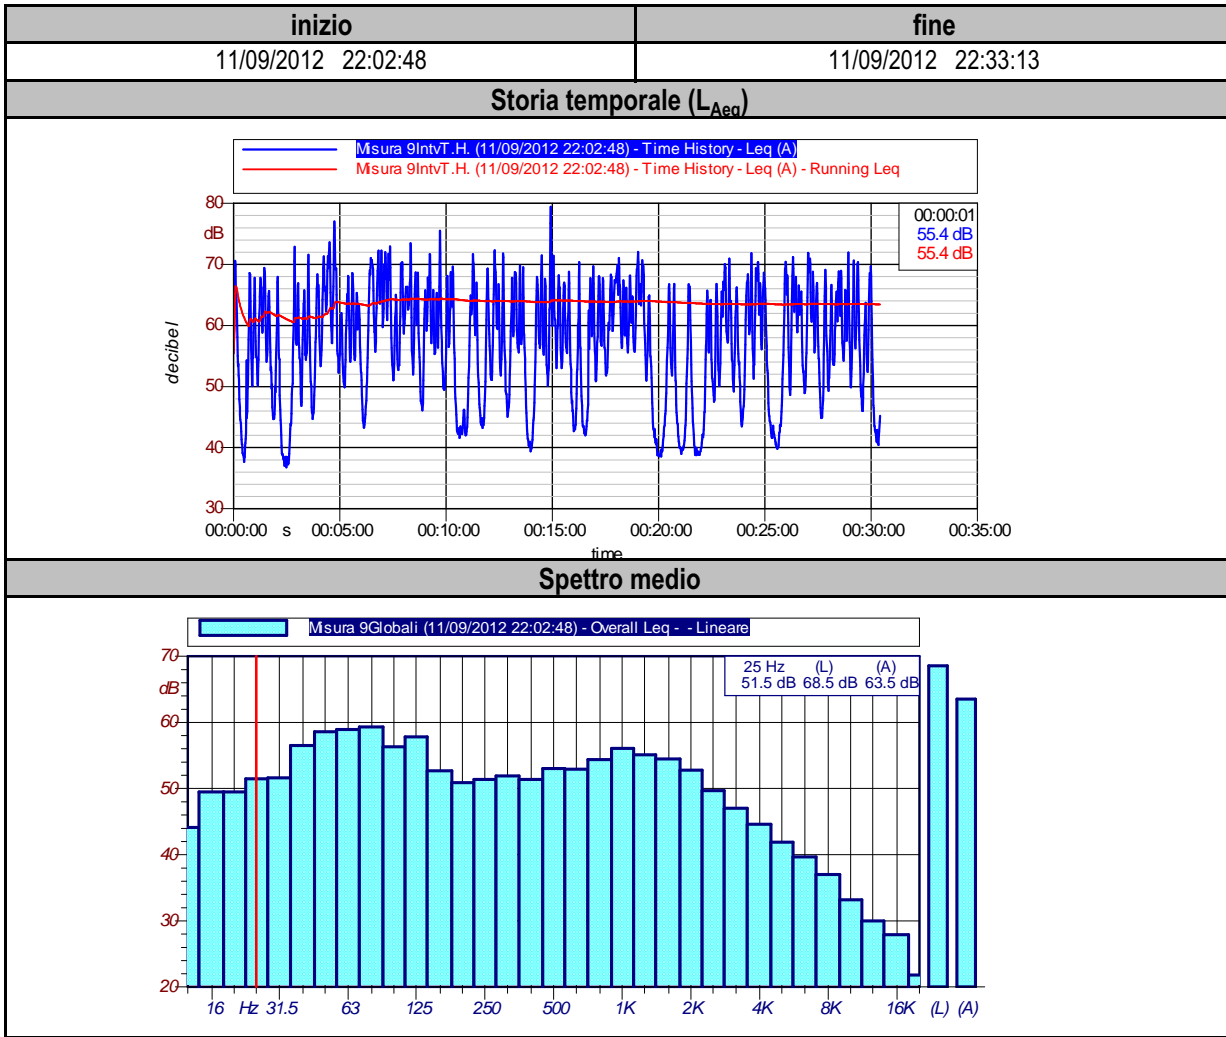 inizio fine
11/09/2012 22:02:48 11/09/2012 22:33:13
Storia temporale (LAeq)
Misura 9IntvT.H. (11/09/2012 22:02:48) - Time History - Leq (A)
Misura 9IntvT.H. (11/09/2012 22:02:48) - Time History - Leq (A) - Running Leq
80
dB
70
60
50
40
30
decibel
00:00:01
55.4 dB
55.4 dB
00:00:00 s 00:05:00 00:10:00 00:15:00 00:20:00 00:25:00 00:30:00 00:35:00
time
Spettro medio
Misura 9Globali (11/09/2012 22:02:48) - Overall Leq - - Lineare
70
dB
60
50
40
30
20
25 Hz (L) (A)
51.5 dB 68.5 dB 63.5 dB
16 Hz 31.5 63 125 250 500 1K 2K 4K 8K 16K (L) (A)